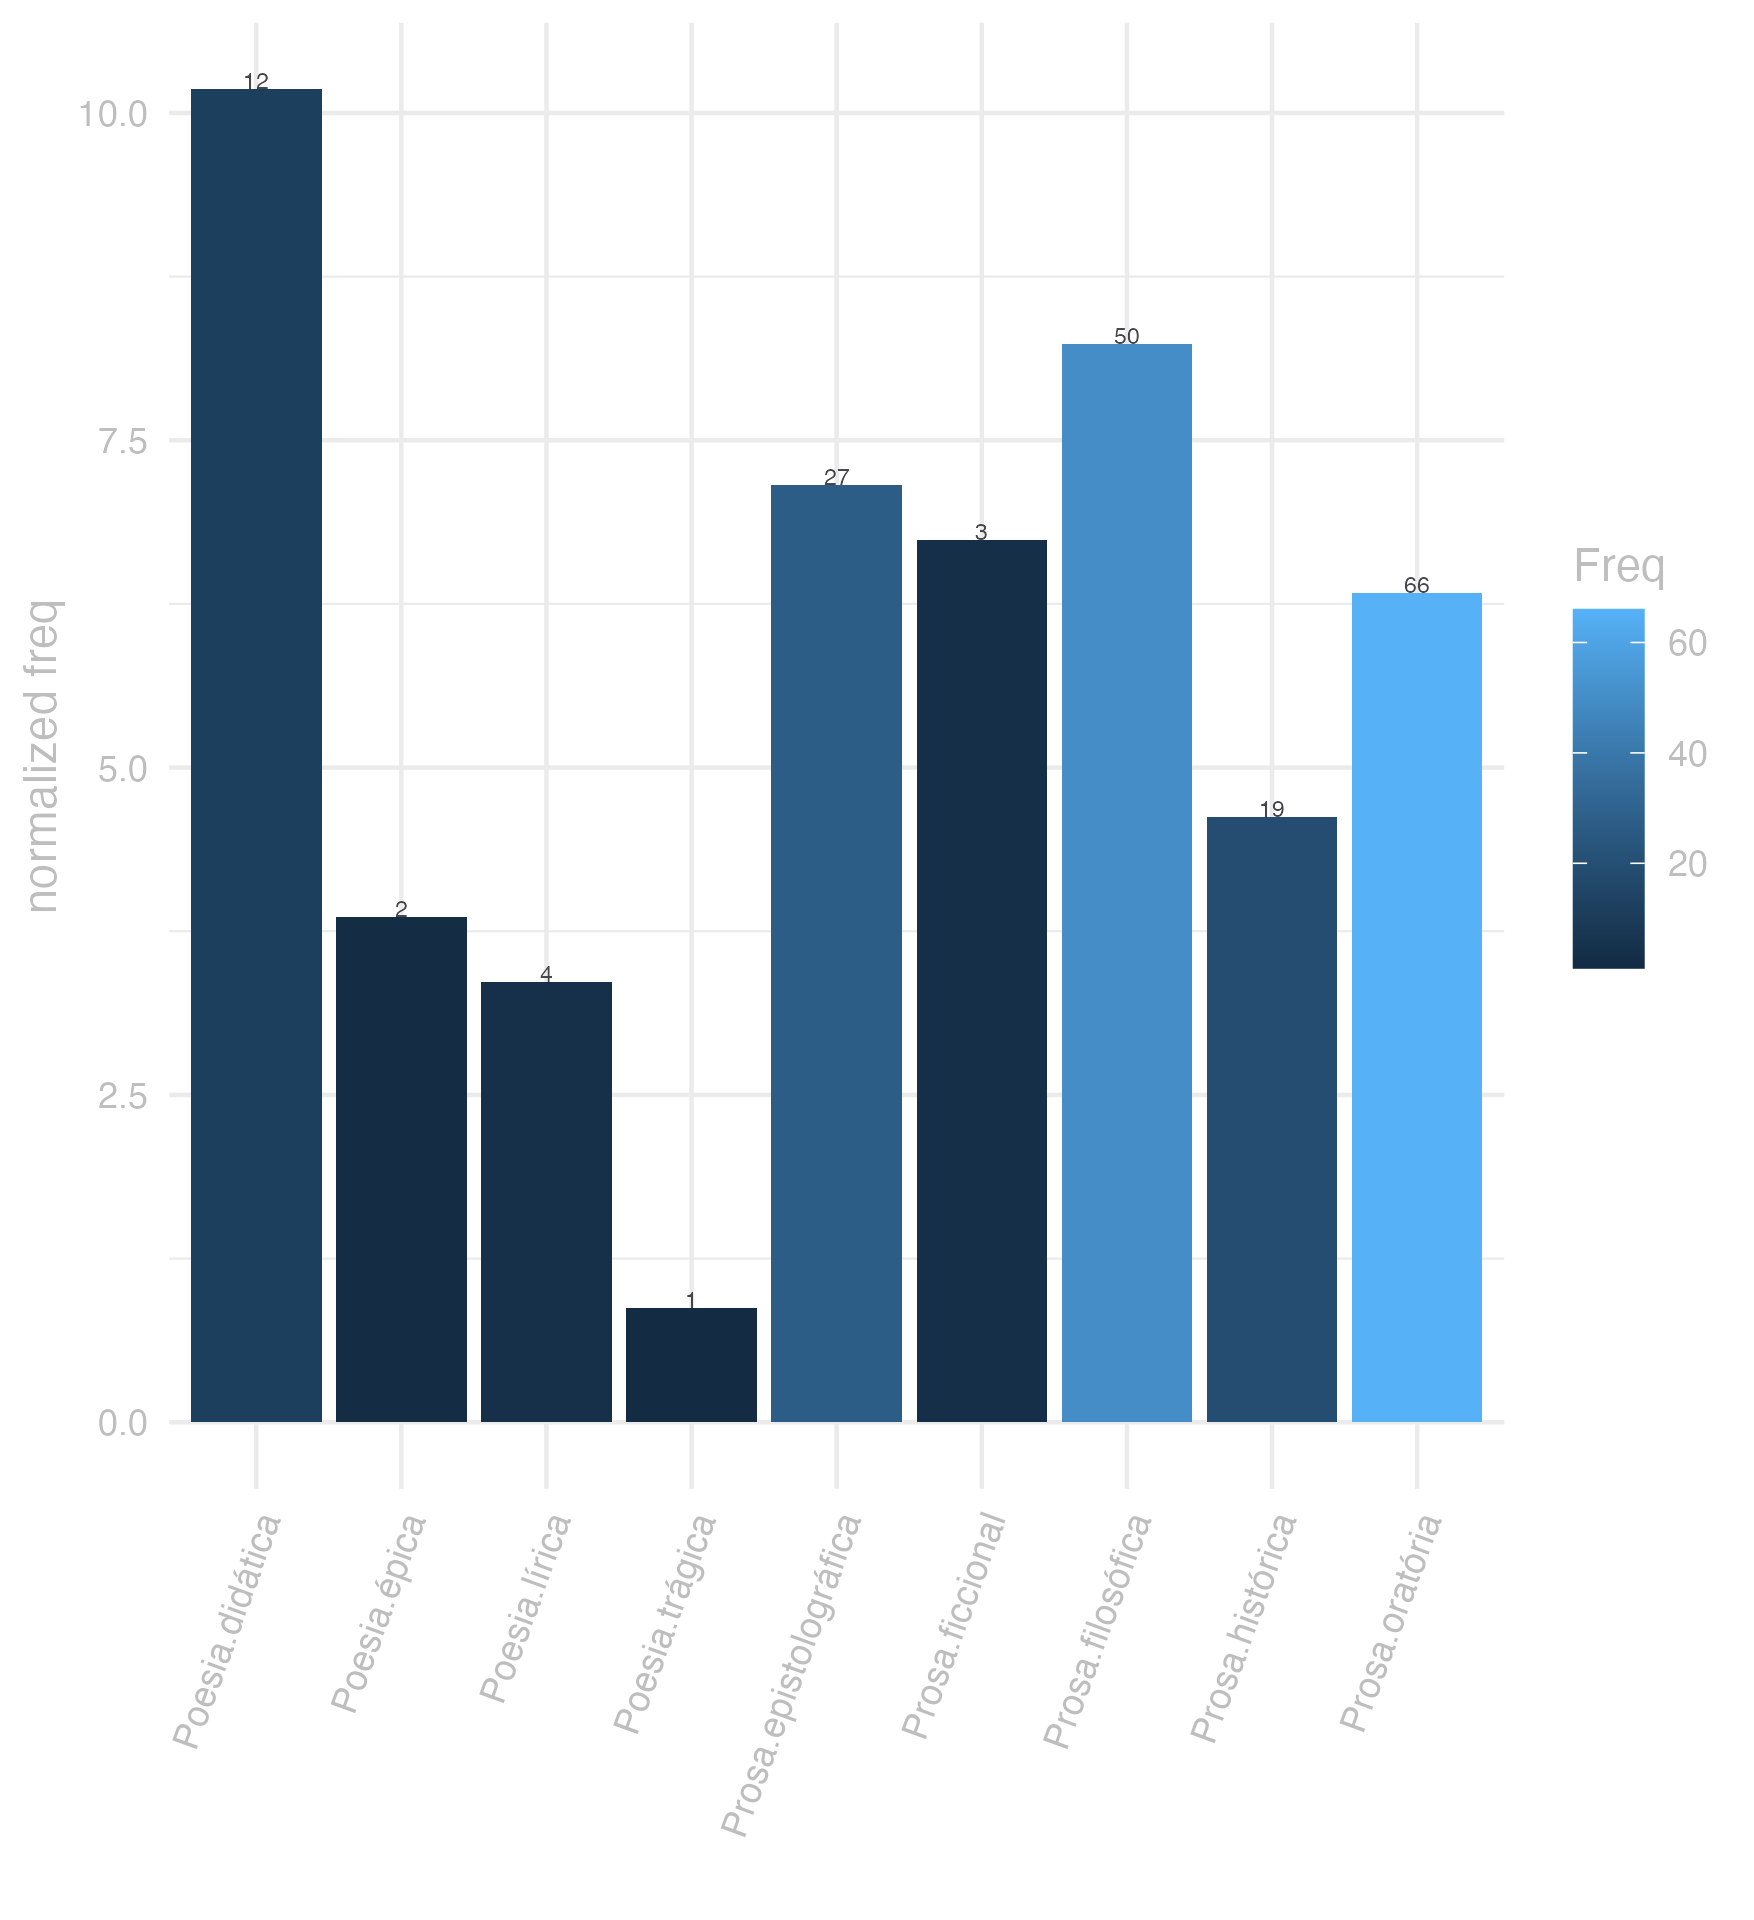 normalized freq
10.0
7.5
5.0
2.5
0.0
12
2
4
1
27
3
50
19
66
Poesia.didática
Poesia.épica
Poesia.lírica
Poesia.trágica
Prosa.epistolográfica
Prosa.ficcional
Prosa.filosófica
Prosa.histórica
Prosa.oratória
Freq
60
40
20